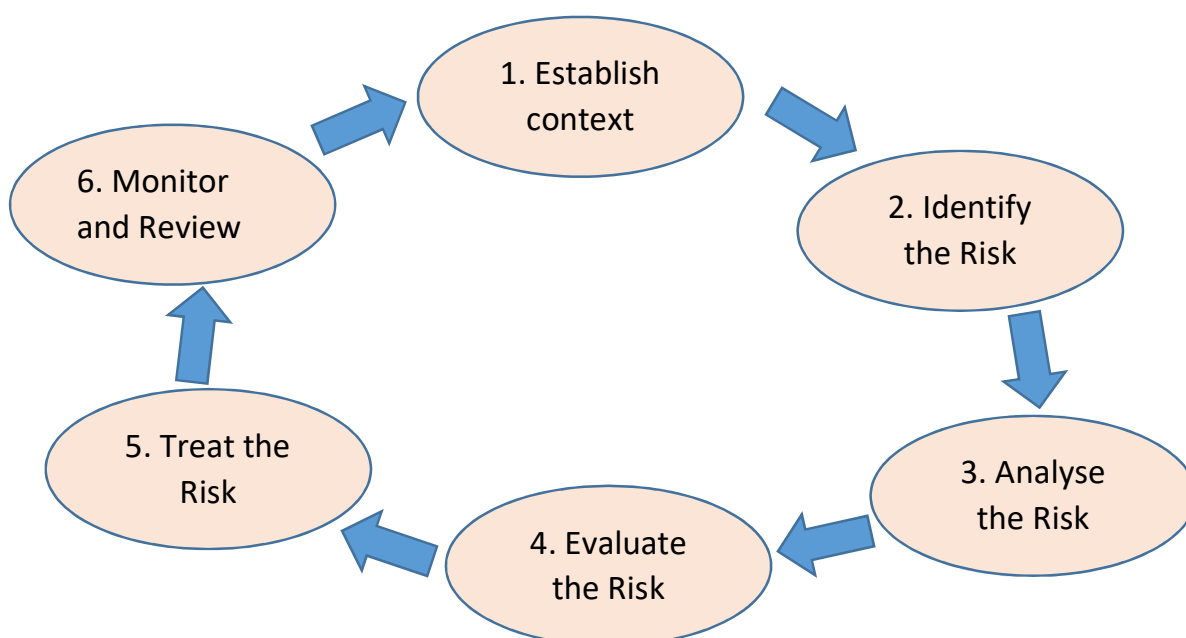 1. Establish
context
2. Identify
the Risk
3. Analyse
the Risk
4. Evaluate
the Risk
5. Treat the
Risk
6. Monitor
and Review